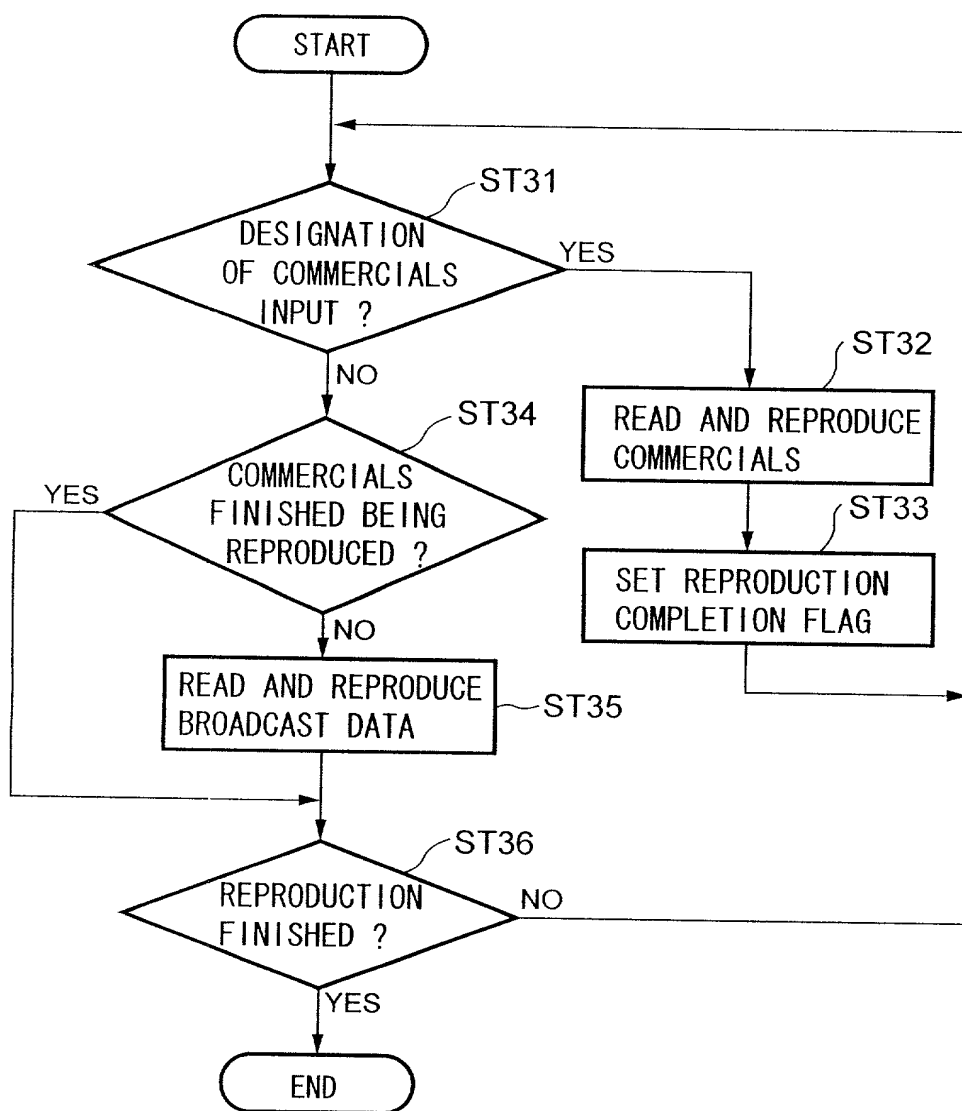 START
ST31
DESIGNATION
OF COMMERCIALS
INPUT ?
YES
NO
ST32
READ AND REPRODUCE
COMMERCIALS
ST33
SET REPRODUCTION
COMPLETION FLAG
ST34
COMMERCIALS
FINISHED BEING
REPRODUCED ?
YES
NO
READ AND REPRODUCE
BROADCAST DATA
ST35
ST36
REPRODUCTION
FINISHED ?
NO
YES
END